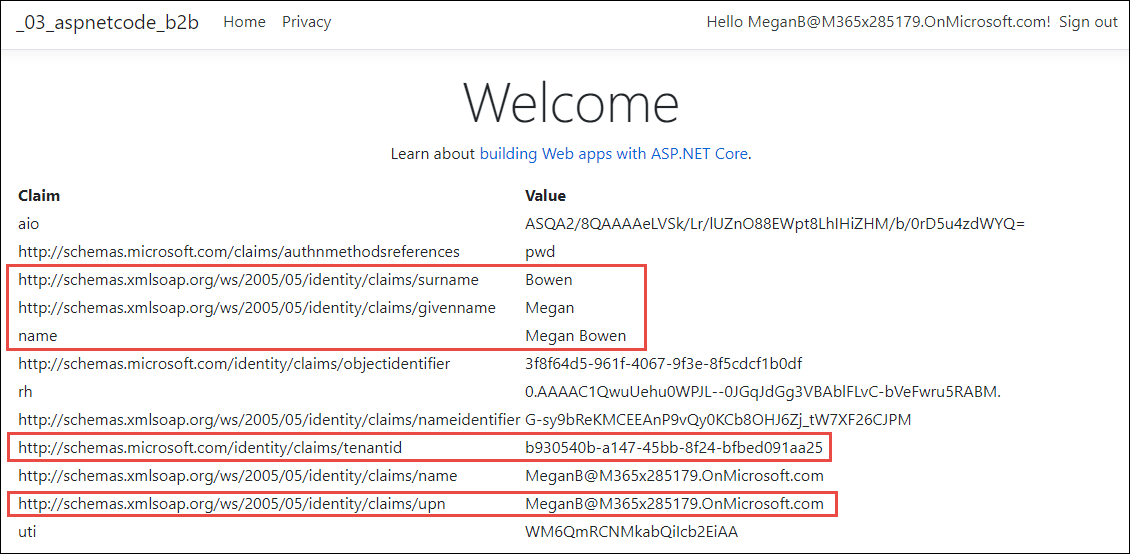 _03_aspnetcode_b2b Home Privacy Hello MeganB@M365x285179.OnMicrosoft.com! Sign out
Welcome
Learn about building Web apps with ASP.NET Core.
Claim Value
aio ASQA2/8QAAAAeLVSk/Lr/lUZnO88EWpt8LhIHiZHM/b/0rD5u4zdWYQ=
http://schemas.microsoft.com/claims/authnmethodsreferences pwd
http://schemas.xmlsoap.org/ws/2005/05/identity/claims/surname Bowen
http://schemas.xmlsoap.org/ws/2005/05/identity/claims/givenname Megan
name Megan Bowen
http://schemas.microsoft.com/identity/claims/objectidentifier 3f8f64d5-961f-4067-9f3e-8f5cdcf1b0df
rh 0.AAAAC1QwuUehu0WPJL--0JGqJdGg3VBAblFLvC-bVeFwru5RABM.
http://schemas.xmlsoap.org/ws/2005/05/identity/claims/nameidentifier G-sy9bReKMCEEAnP9vQy0KCb8OHJ6Zj_tW7XF26CJPM
http://schemas.microsoft.com/identity/claims/tenantid b930540b-a147-45bb-8f24-bfbed091aa25
http://schemas.xmlsoap.org/ws/2005/05/identity/claims/name MeganB@M365x285179.OnMicrosoft.com
http://schemas.xmlsoap.org/ws/2005/05/identity/claims/upn MeganB@M365x285179.OnMicrosoft.com
uti WM6QmRCNMkabQiIcb2EiAA